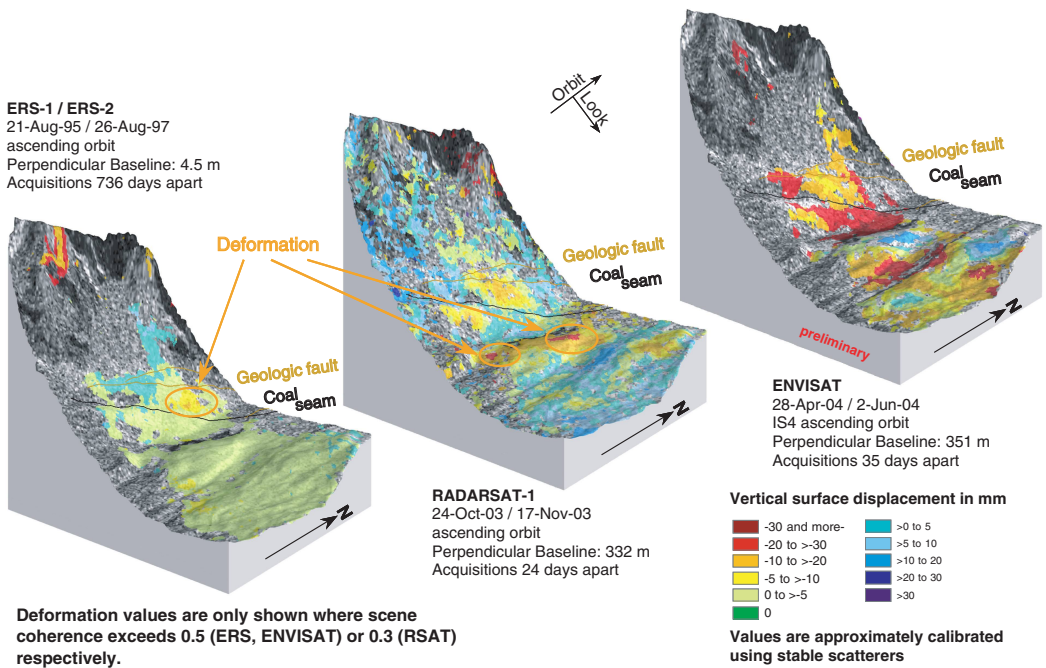 ERS-1 / ERS-2
21-Aug-95 / 26-Aug-97
ascending orbit
Perpendicular Baseline: 4.5 m
Acquisitions 736 days apart
Orbit
Look
Deformation
Geologic fault
Coal seam
N
Geologic fault
Coal seam
N
Geologic fault
Coal seam
N
preliminary
RADARSAT-1
24-Oct-03 / 17-Nov-03
ascending orbit
Perpendicular Baseline: 332 m
Acquisitions 24 days apart
ENVISAT
28-Apr-04 / 2-Jun-04
IS4 ascending orbit
Perpendicular Baseline: 351 m
Acquisitions 35 days apart
Vertical surface displacement in mm
-30 and more-
-20 to >-30
-10 to >-20
-5 to >-10
0 to >-5
0
>0 to 5
>5 to 10
>10 to 20
>20 to 30
>30
Values are approximately calibrated
using stable scatterers
Deformation values are only shown where scene
coherence exceeds 0.5 (ERS, ENVISAT) or 0.3 (RSAT)
respectively.